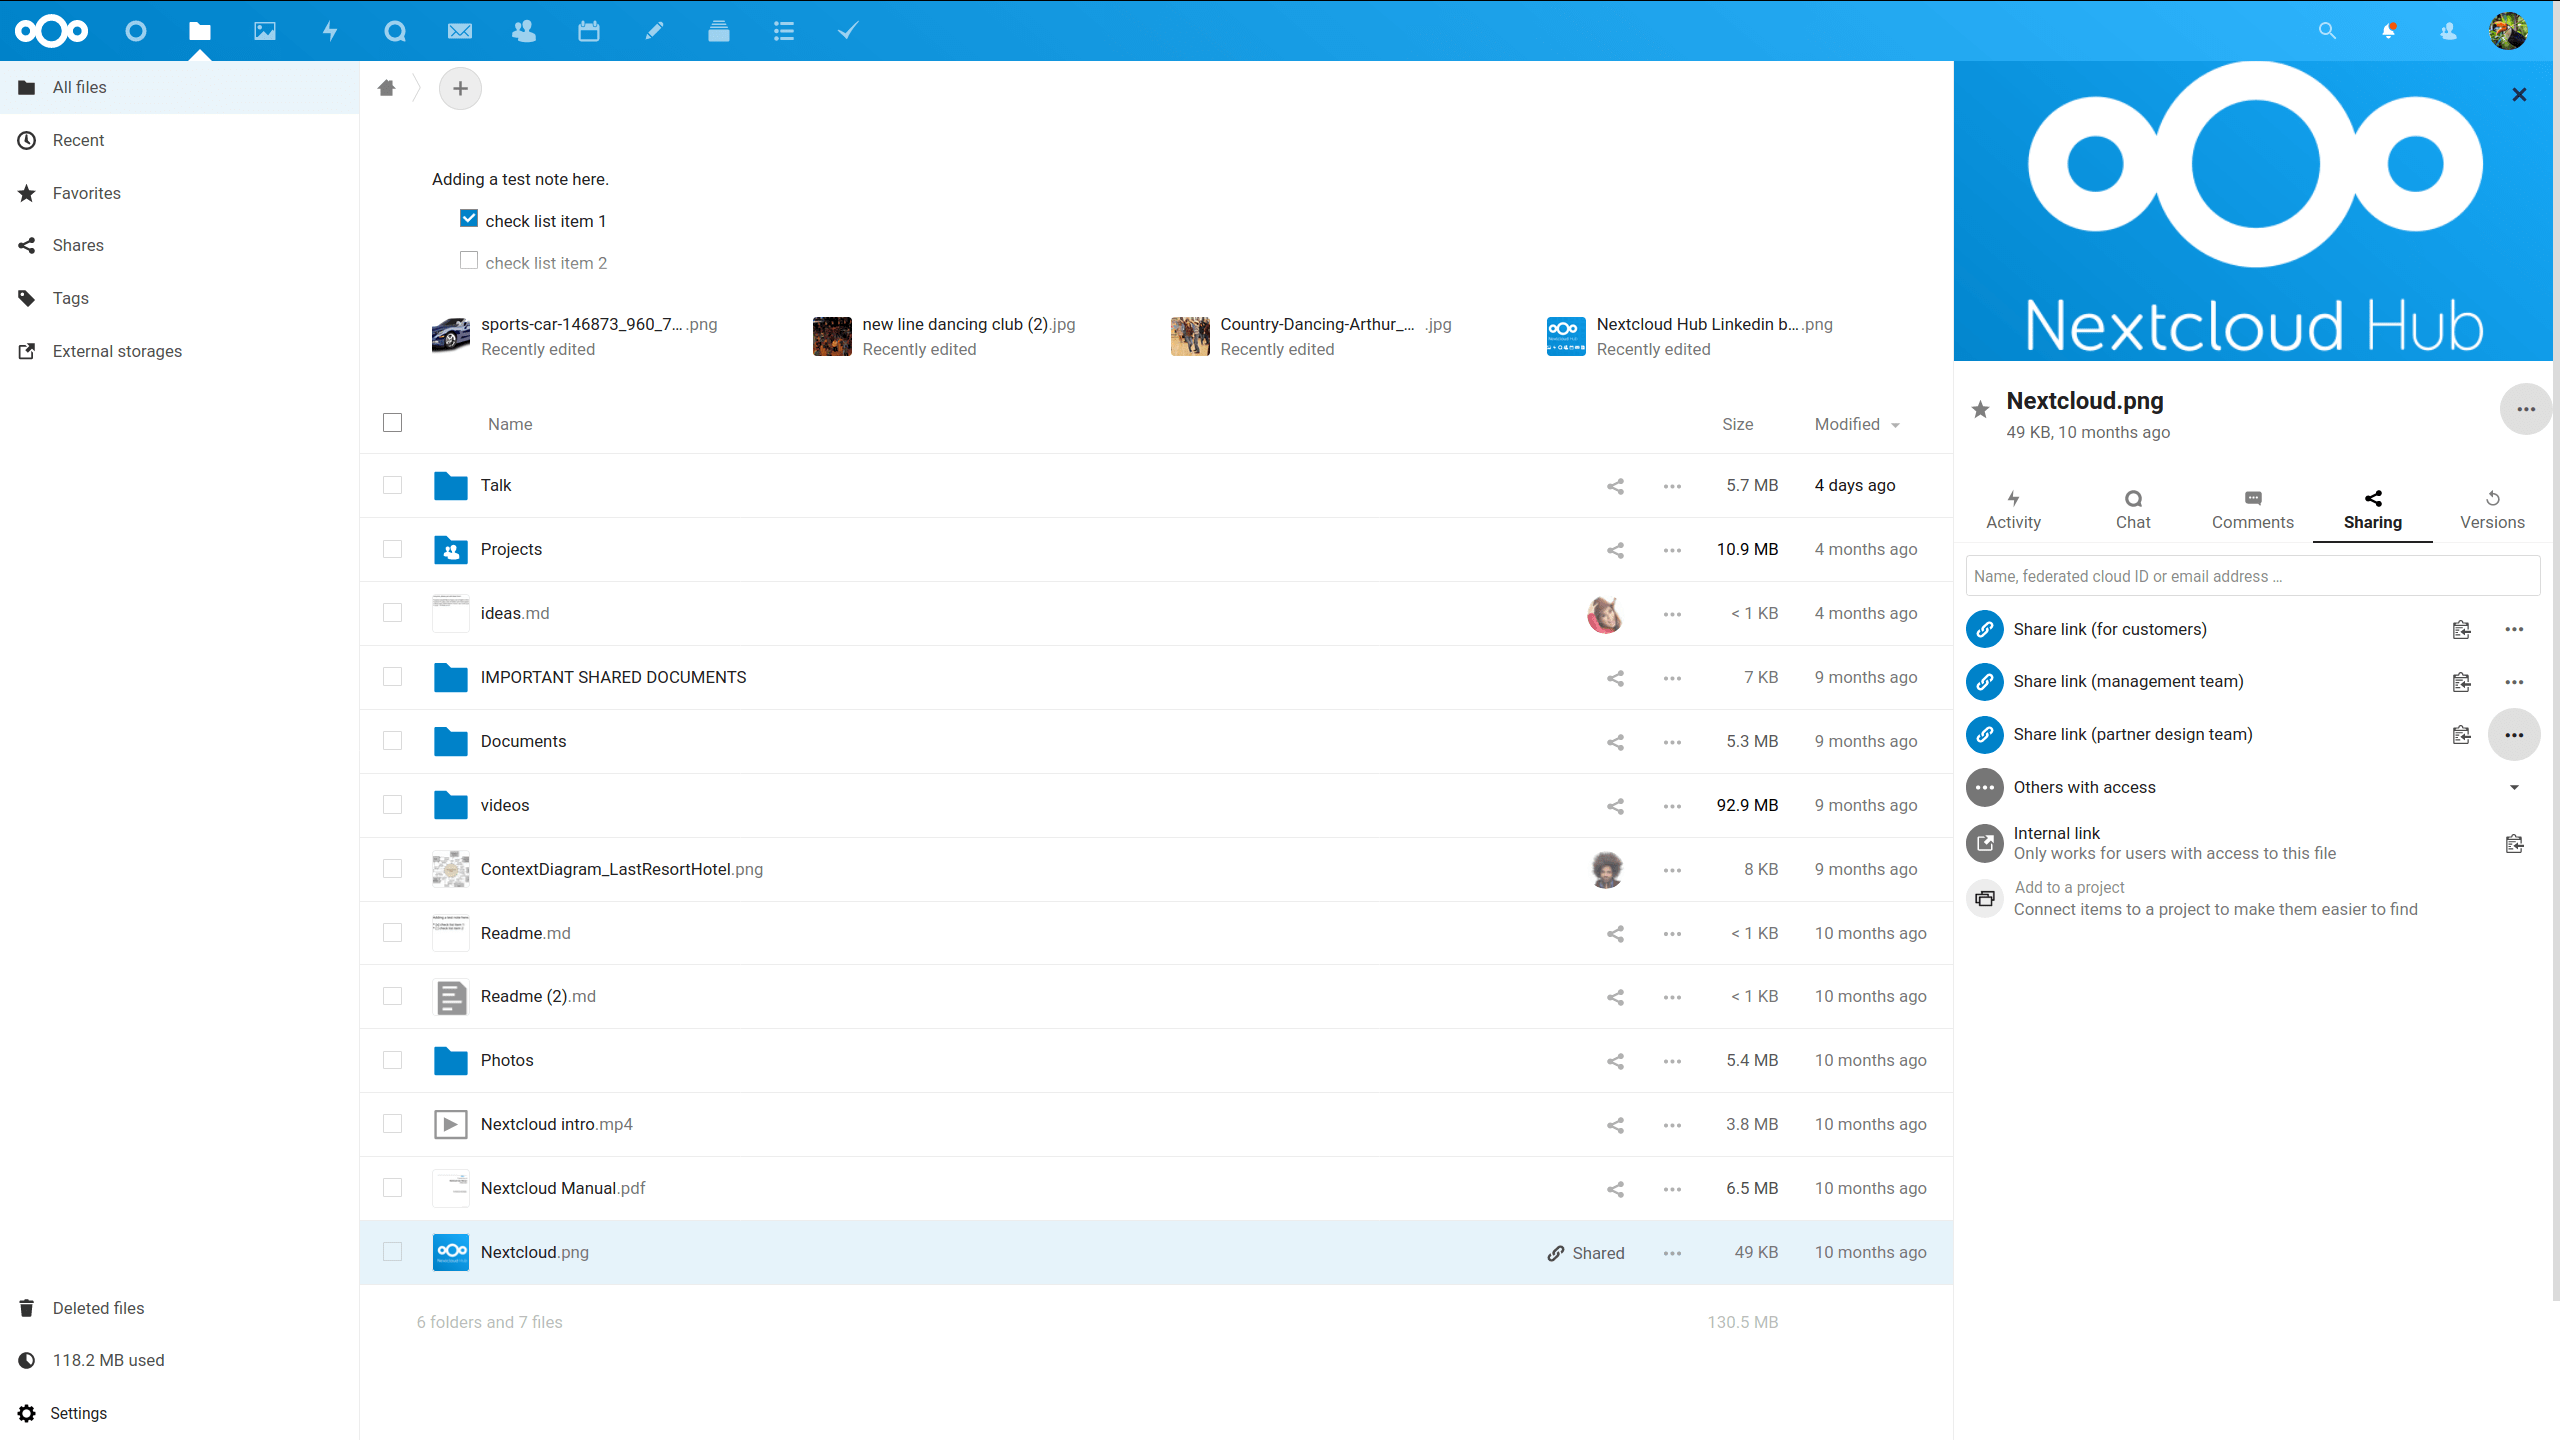 All files
Recent
Favorites
Shares
Tags
External storages
Deleted files
118.2 MB used
Settings
Adding a test note here.
check list item 1
check list item 2
sports-car-146873_960_7... .png
Recently edited
new line dancing club (2).jpg
Recently edited
Country-Dancing-Arthur_... .jpg
Recently edited
Nextcloud Hub Linkedin b... .png
Recently edited
Name Size Modified
Talk 5.7 MB 4 days ago
Projects 10.9 MB 4 months ago
ideas.md < 1 KB 4 months ago
IMPORTANT SHARED DOCUMENTS 7 KB 9 months ago
Documents 5.3 MB 9 months ago
videos 92.9 MB 9 months ago
ContextDiagram_LastResortHotel.png 8 KB 9 months ago
Readme.md < 1 KB 10 months ago
Readme (2).md < 1 KB 10 months ago
Photos 5.4 MB 10 months ago
Nextcloud intro.mp4 3.8 MB 10 months ago
Nextcloud Manual.pdf 6.5 MB 10 months ago
Nextcloud.png Shared 49 KB 10 months ago
6 folders and 7 files 130.5 MB
Nextcloud Hub
Nextcloud.png
49 KB, 10 months ago
Activity Chat Comments Sharing Versions
Name, federated cloud ID or email address ...
Share link (for customers)
Share link (management team)
Share link (partner design team)
Others with access
Internal link
Only works for users with access to this file
Add to a project
Connect items to a project to make them easier to find